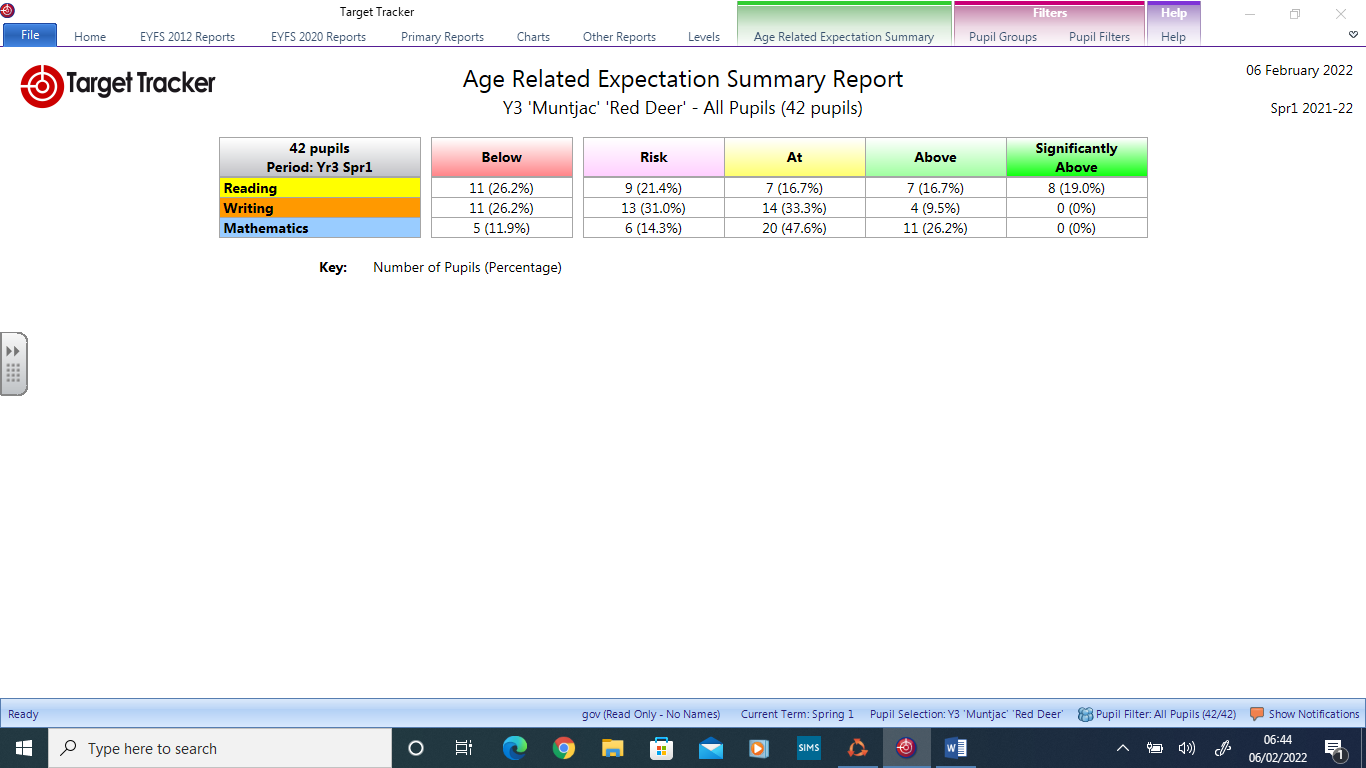 Target Tracker
Filters
Help
File Home EYFS 2012 Reports EYFS 2020 Reports Primary Reports Charts Other Reports Levels Age Related Expectation Summary Pupil Groups Pupil Filters Help
Target Tracker
Age Related Expectation Summary Report
06 February 2022
Y3 'Muntjac' 'Red Deer' - All Pupils (42 pupils)
Spr1 2021-22
42 pupils
Period: Yr3 Spr1
Below Risk At Above Significantly
Above
Reading 11 (26.2%) 9 (21.4%) 7 (16.7%) 7 (16.7%) 8 (19.0%)
Writing 11 (26.2%) 13 (31.0%) 14 (33.3%) 4 (9.5%) 0 (0%)
Mathematics 5 (11.9%) 6 (14.3%) 20 (47.6%) 11 (26.2%) 0 (0%)
Key: Number of Pupils (Percentage)
Ready gov (Read Only - No Names) Current Term: Spring 1 Pupil Selection: Y3 'Muntjac' 'Red Deer' Pupil Filter: All Pupils (42/42) Show Notifications
Type here to search
SIMS
W
06:44
06/02/2022
1